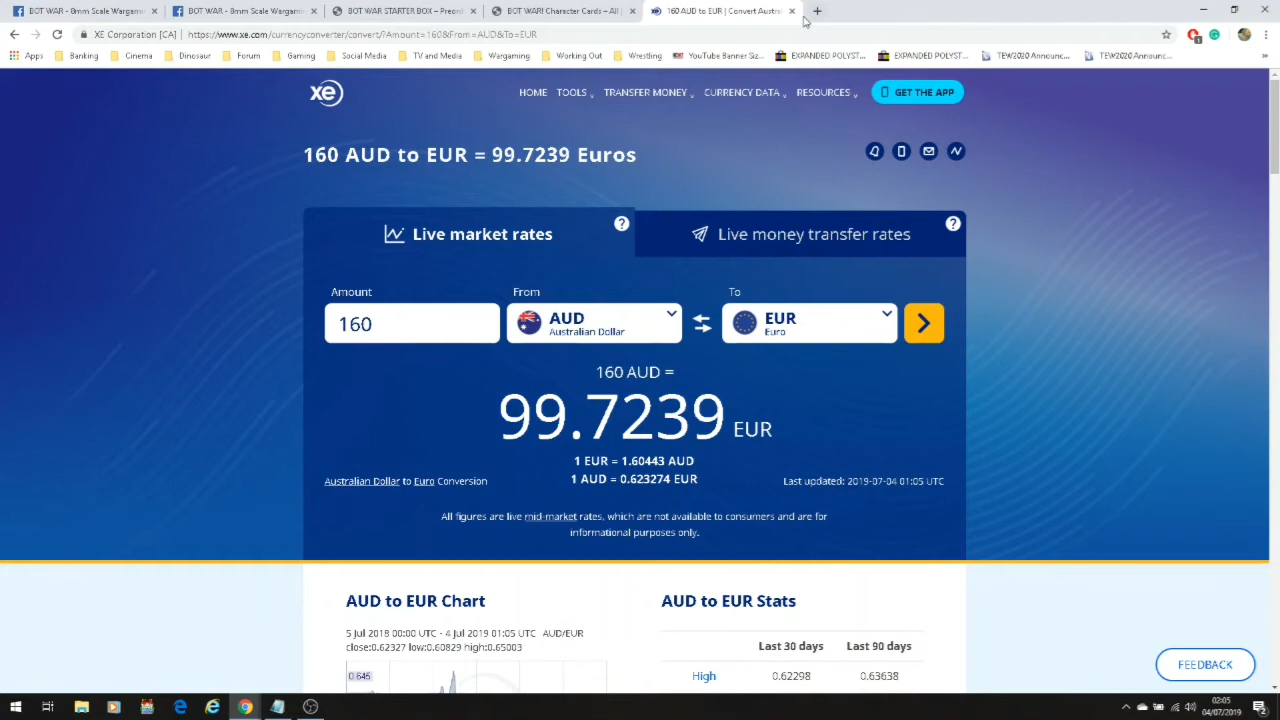 BOT WAR - 8mm Scale Wargam
BOT WAR - 8mm Scale Wargam
BOT WAR STARTER BOX – Preord
BOT WAR! Character Cards – All
160 AUD to EUR | Convert Austral
XE Corporation [CA] | https://www.xe.com/currencyconverter/convert/?Amount=160&From=AUD&To=EUR
Apps Banking Cinema Dinosaur Forum Gaming Social Media TV and Media Wargaming Working Out Wrestling YouTube Banner Siz... EXPANDED POLYST... EXPANDED POLYST... TEW2020 Announc... TEW2020 Announc...
xe HOME TOOLS TRANSFER MONEY CURRENCY DATA RESOURCES GET THE APP
160 AUD to EUR = 99.7239 Euros
Live market rates ? Live money transfer rates ?
Amount From To
160 AUD EUR
Australian Dollar Euro
160 AUD =
99.7239 EUR
1 EUR = 1.60443 AUD
1 AUD = 0.623274 EUR
Australian Dollar to Euro Conversion Last updated: 2019-07-04 01:05 UTC
All figures are live mid-market rates, which are not available to consumers and are for
informational purposes only.
AUD to EUR Chart AUD to EUR Stats
5 Jul 2018 00:00 UTC - 4 Jul 2019 01:05 UTC AUD/EUR
close:0.62327 low:0.60829 high:0.65003
Last 30 days Last 90 days
0.645
High 0.62298 0.63638
FEEDBACK
02:05
04/07/2019
2